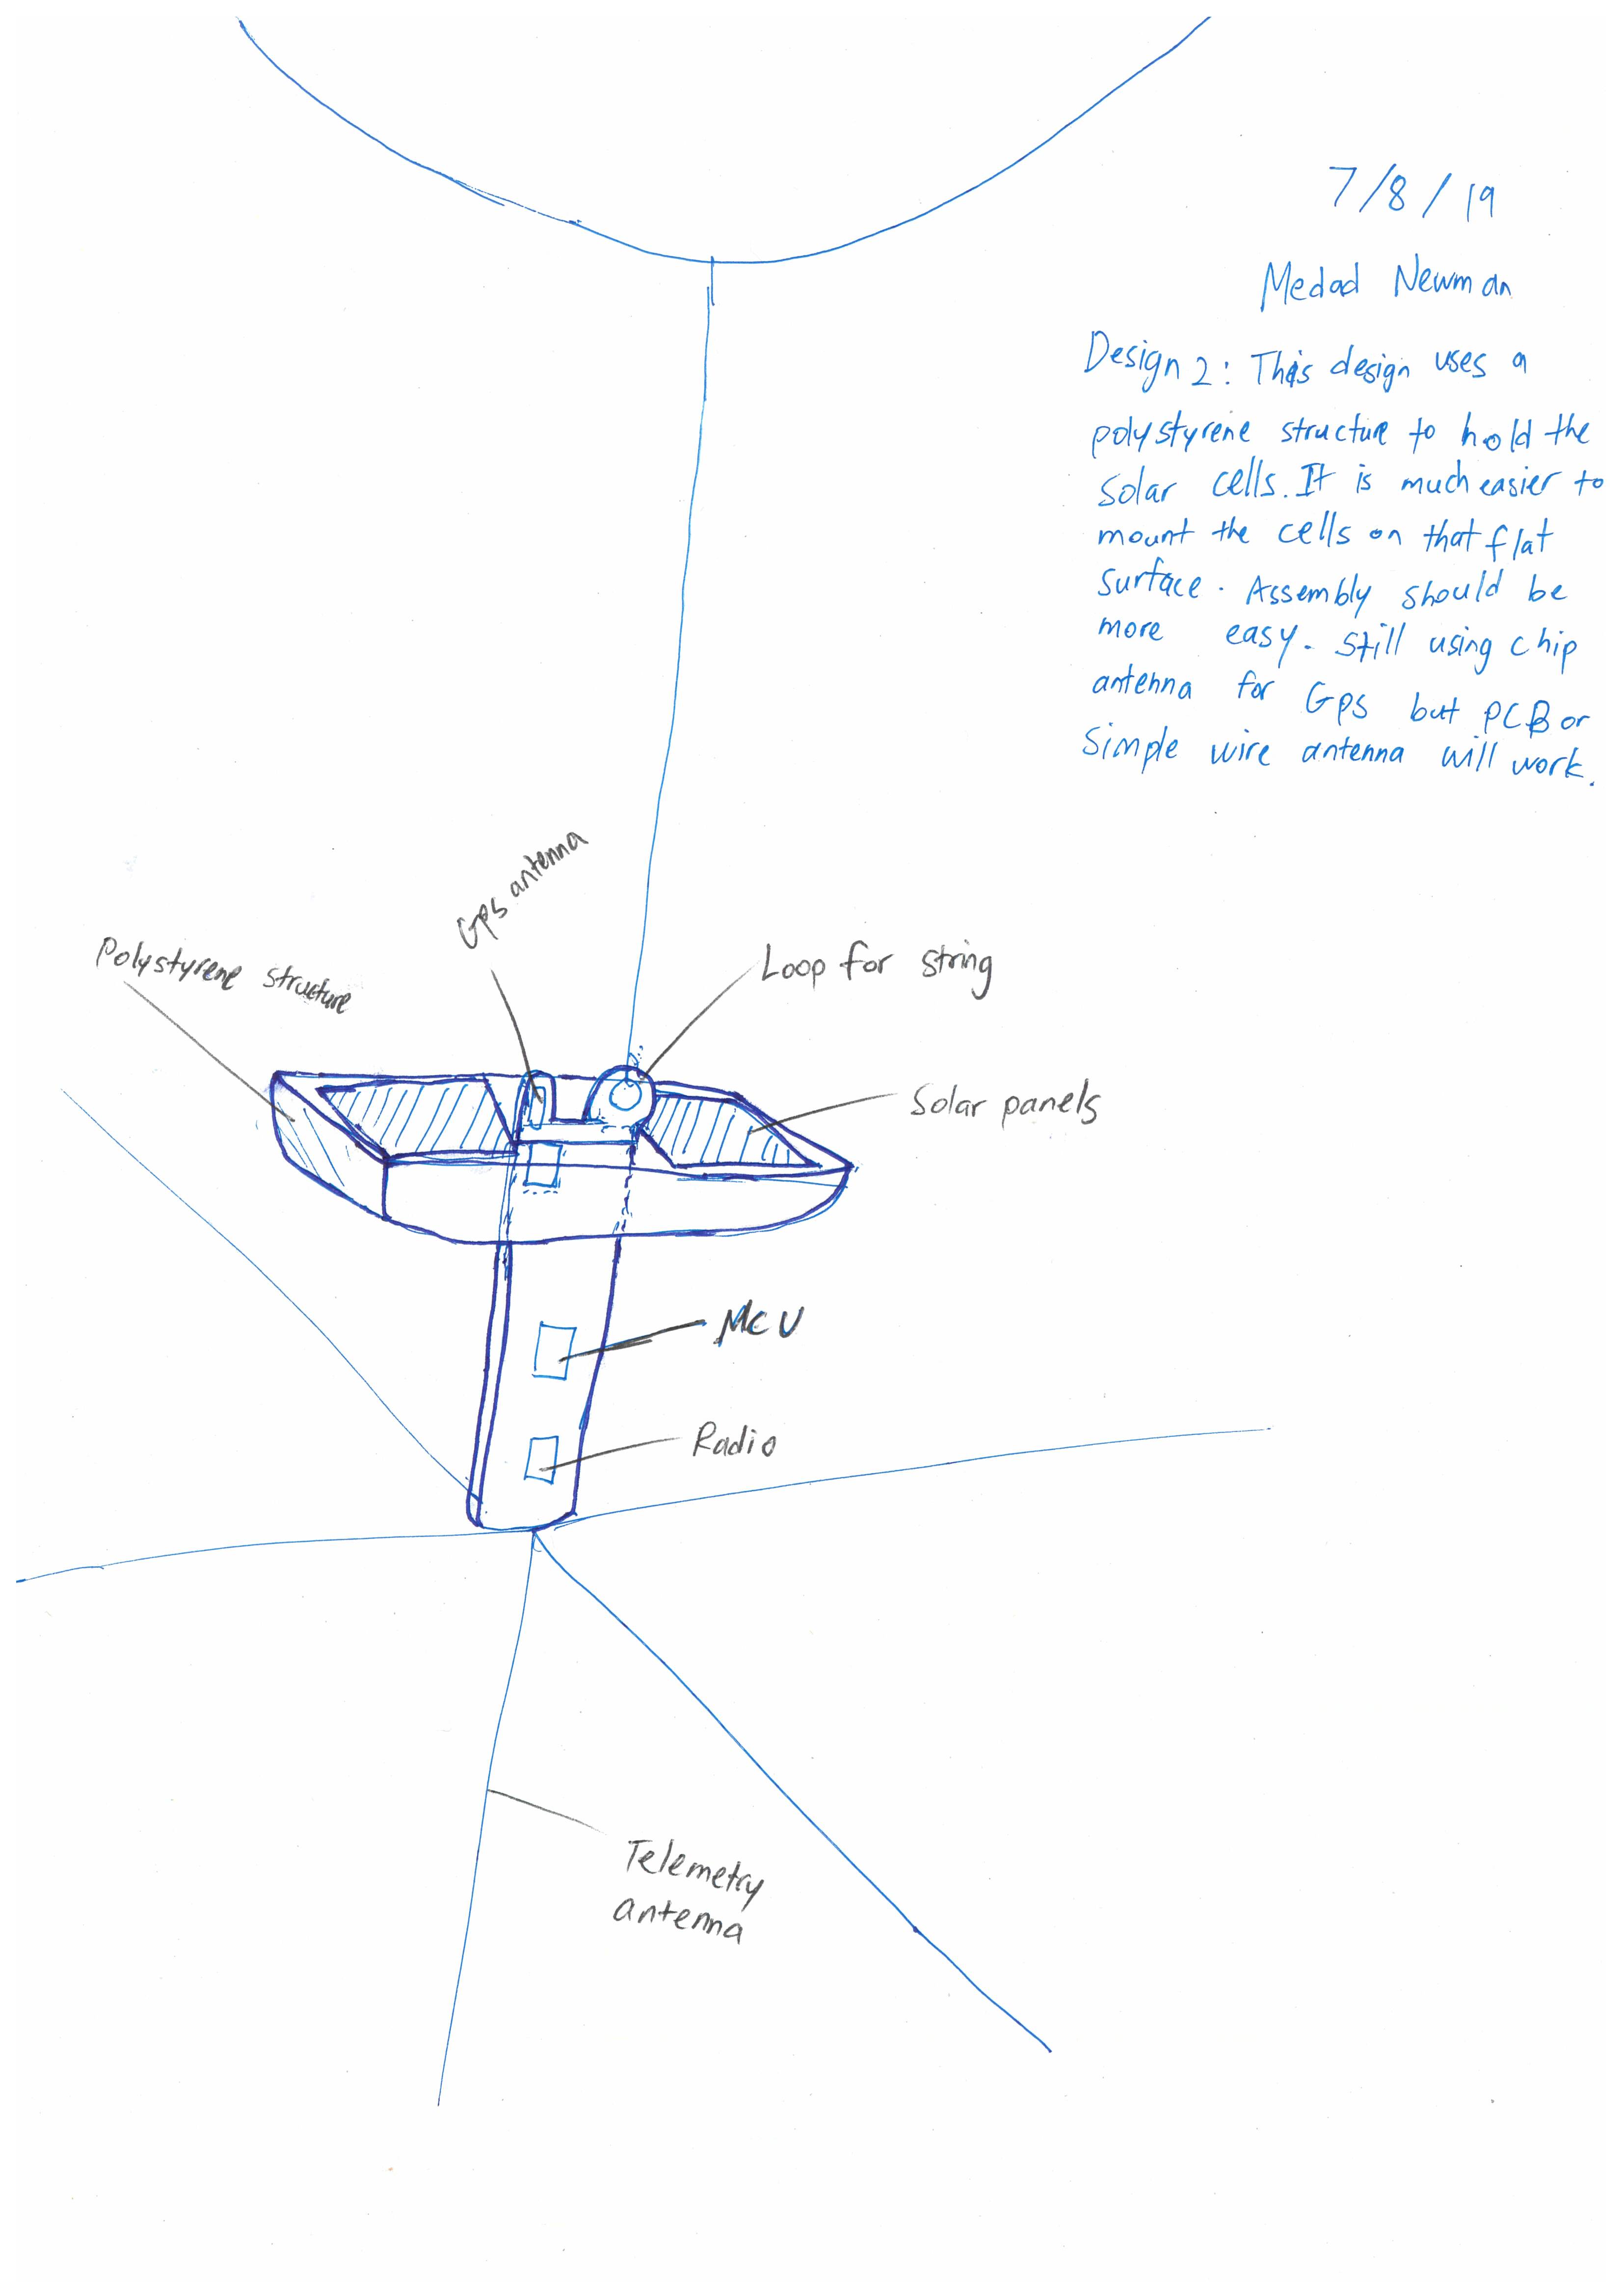 7/8/19
Medad Newman
Design 2: This design uses a
polystyrene structure to hold the
solar cells. It is much easier to
mount the cells on that flat
surface. Assembly should be
more easy. Still using chip
antenna for GPS but PCB or
simple wire antenna will work.
GPS antenna
Polystyrene structure
Loop for string
Solar panels
MCU
Radio
Telemetry
antenna